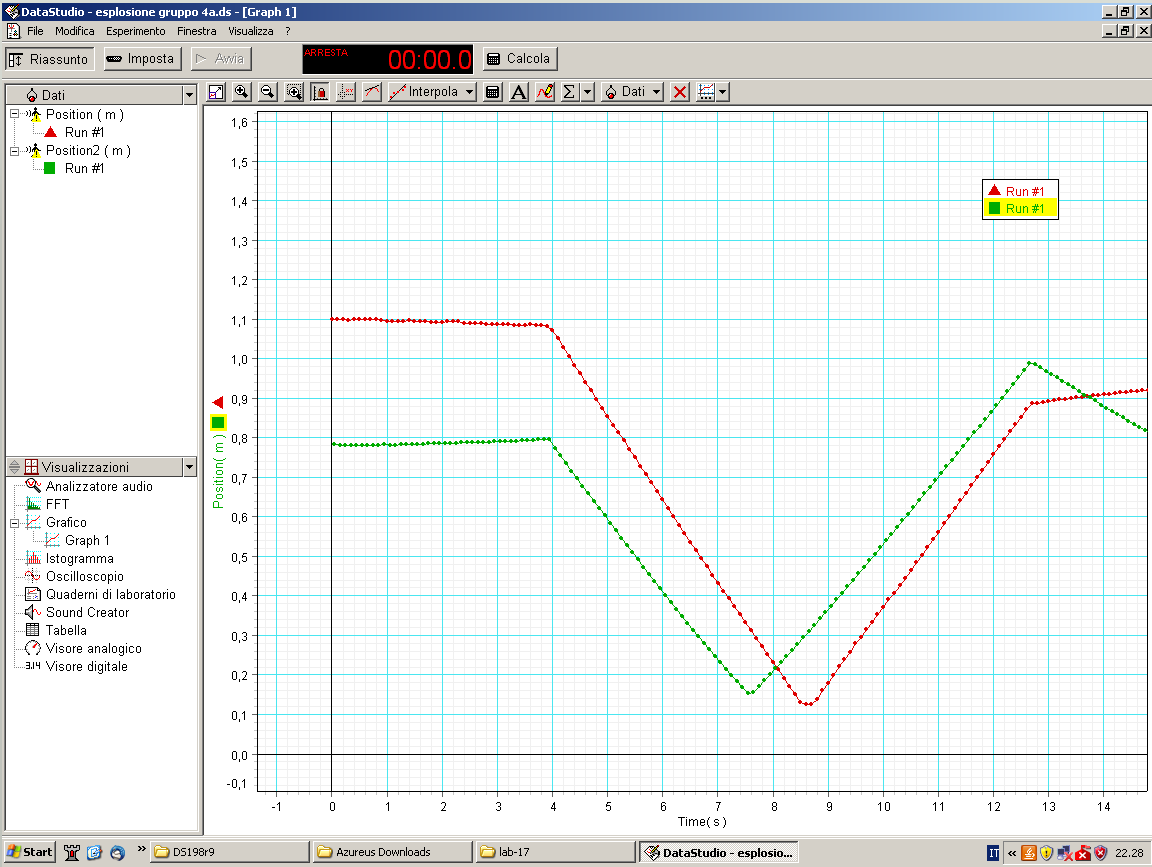 DataStudio - esplosione gruppo 4a.ds - [Graph 1]
File Modifica Esperimento Finestra Visualizza ?
Riassunto Imposta Avvia ARRESTA 00:00.0 Calcola
Dati
Interpola A Σ Dati
Position ( m )
Run #1
Position2 ( m )
Run #1
Visualizzazioni
Analizzatore audio
FFT
Grafico
Graph 1
Istogramma
Oscilloscopio
Quaderni di laboratorio
Sound Creator
Tabella
Visore analogico
3.14 Visore digitale
Run #1
Run #1
Position( m )
1,6
1,5
1,4
1,3
1,2
1,1
1,0
0,9
0,8
0,7
0,6
0,5
0,4
0,3
0,2
0,1
0,0
-0,1
-1 0 1 2 3 4 5 6 7 8 9 10 11 12 13 14
Time( s )
Start » DS198r9 Azureus Downloads lab-17 DataStudio - esplosio... IT « 22.28